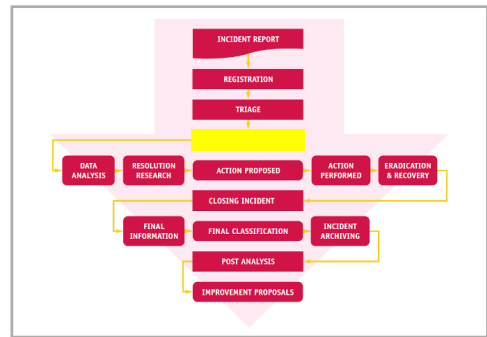 INCIDENT REPORT
REGISTRATION
TRIAGE
DATA
ANALYSIS
RESOLUTION
RESEARCH
ACTION PROPOSED
ACTION
PERFORMED
ERADICATION
& RECOVERY
CLOSING INCIDENT
FINAL
INFORMATION
FINAL CLASSIFICATION
INCIDENT
ARCHIVING
POST ANALYSIS
IMPROVEMENT PROPOSALS